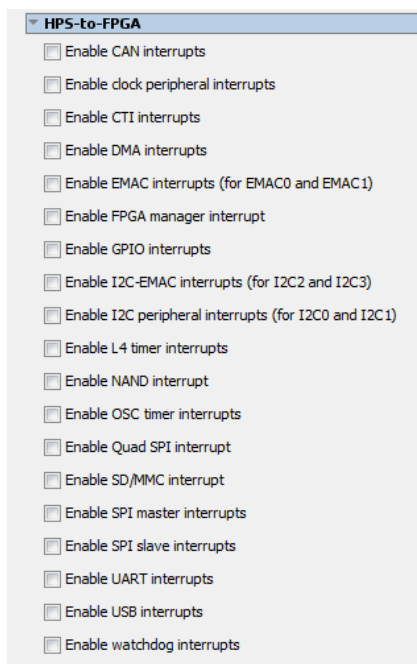 HPS-to-FPGA
Enable CAN interrupts
Enable clock peripheral interrupts
Enable CTI interrupts
Enable DMA interrupts
Enable EMAC interrupts (for EMAC0 and EMAC1)
Enable FPGA manager interrupt
Enable GPIO interrupts
Enable I2C-EMAC interrupts (for I2C2 and I2C3)
Enable I2C peripheral interrupts (for I2C0 and I2C1)
Enable L4 timer interrupts
Enable NAND interrupt
Enable OSC timer interrupts
Enable Quad SPI interrupt
Enable SD/MMC interrupt
Enable SPI master interrupts
Enable SPI slave interrupts
Enable UART interrupts
Enable USB interrupts
Enable watchdog interrupts